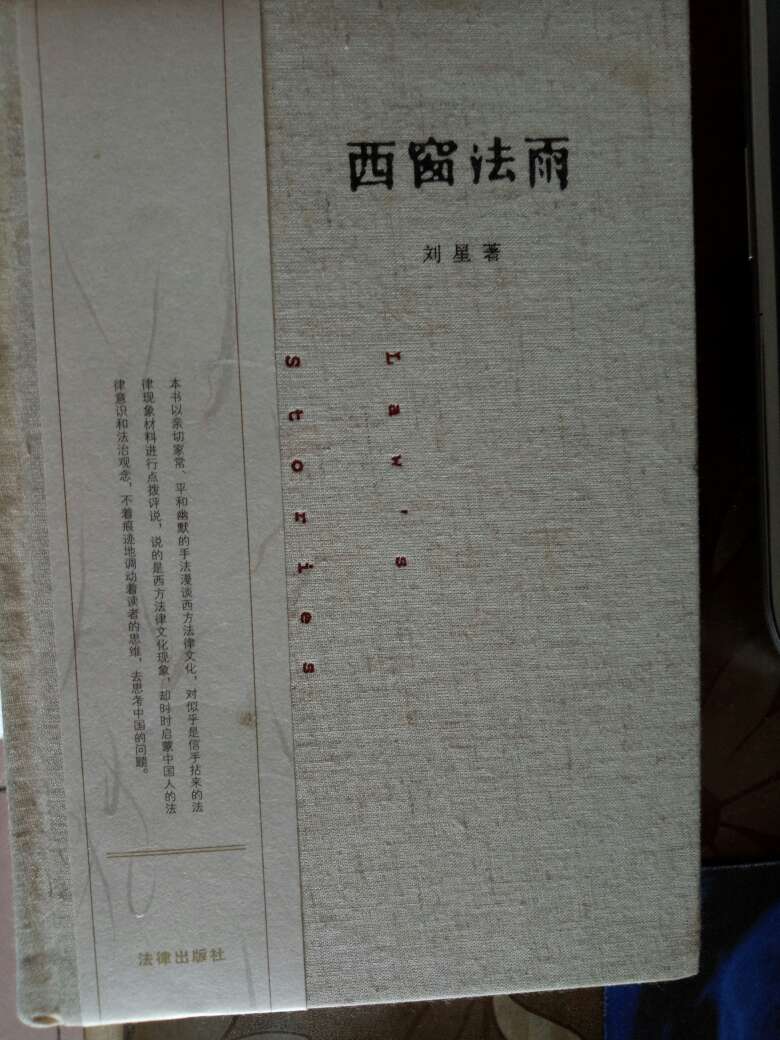 西窗法雨
刘星著
Law's
Stories
本书以亲切家常、平和幽默的手法漫谈西方法律文化，对似乎是信手拈来的法
律现象材料进行点拨评说，说的是西方法律文化现象，却时时启蒙中国人的法
律意识和法治观念，不着痕迹地调动着读者的思维，去思考中国的问题。
法律出版社